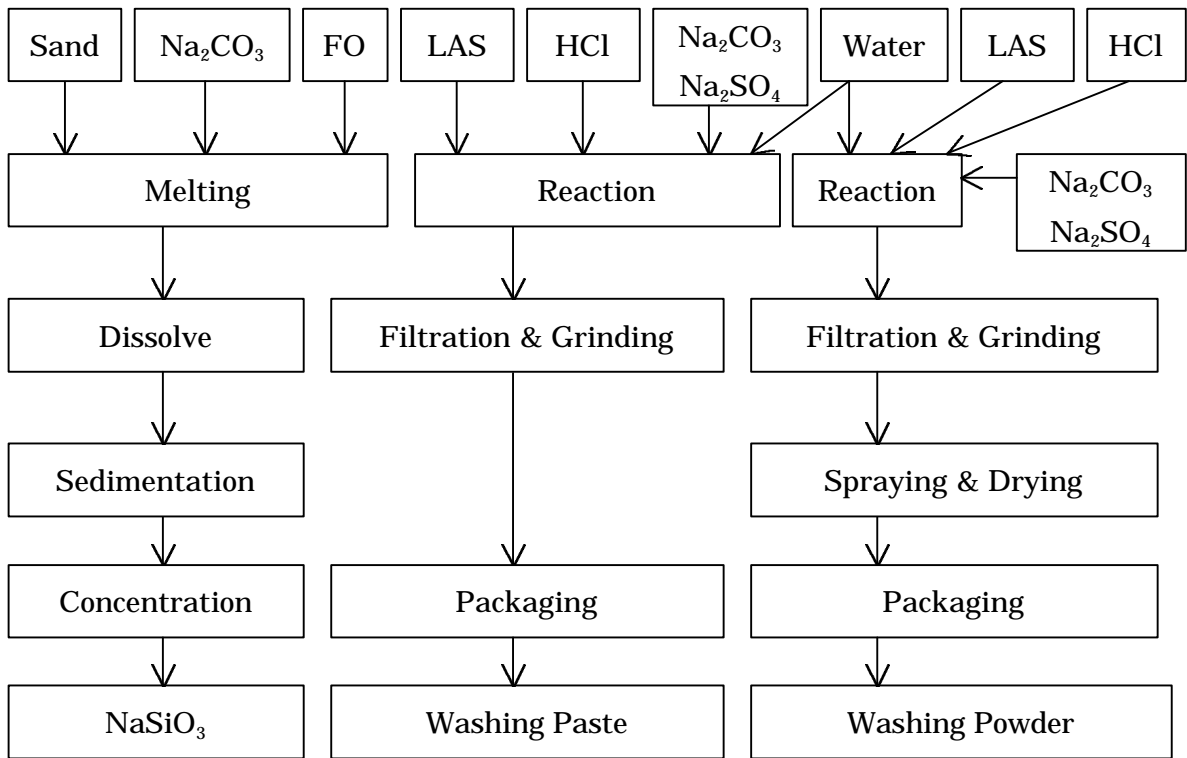 Sand
Na₂CO₃
FO
LAS
HCl
Na₂CO₃
Na₂SO₄
Water
LAS
HCl
Melting
Reaction
Reaction
Na₂CO₃
Na₂SO₄
Dissolve
Filtration & Grinding
Filtration & Grinding
Sedimentation
Spraying & Drying
Concentration
Packaging
Packaging
NaSiO₃
Washing Paste
Washing Powder